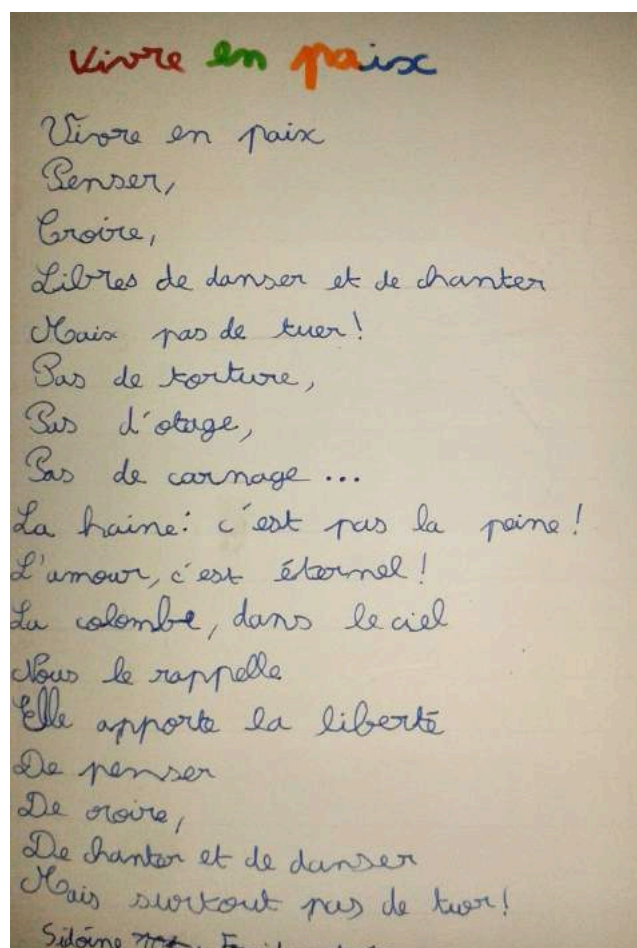 Vivre en paix
Vivre en paix
Penser,
Croire,
Libres de danser et de chanter
Mais pas de tuer!
Pas de torture,
Pas d'otage,
Pas de carnage ...
La haine: c'est pas la peine!
L'amour, c'est éternel!
La colombe, dans le ciel
Nous le rappelle
Elle apporte la liberté
De penser
De croire,
De chanter et de danser
Mais surtout pas de tuer!
Sidoine